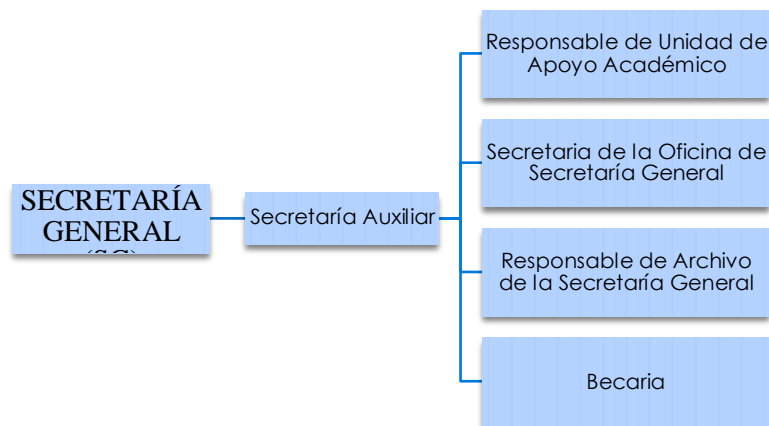 Responsable de Unidad de
Apoyo Académico
Secretaria de la Oficina de
Secretaría General
SECRETARÍA
GENERAL
Secretaría Auxiliar
Responsable de Archivo
de la Secretaría General
Becaria